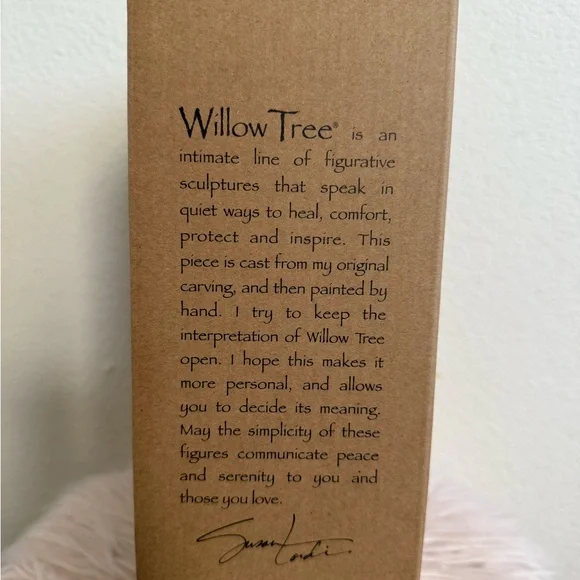 Willow Tree® is an
intimate line of figurative
sculptures that speak in
quiet ways to heal, comfort,
protect and inspire. This
piece is cast from my original
carving, and then painted by
hand. I try to keep the
interpretation of Willow Tree
open. I hope this makes it
more personal, and allows
you to decide its meaning.
May the simplicity of these
figures communicate peace
and serenity to you and
those you love.
Susan Lordi